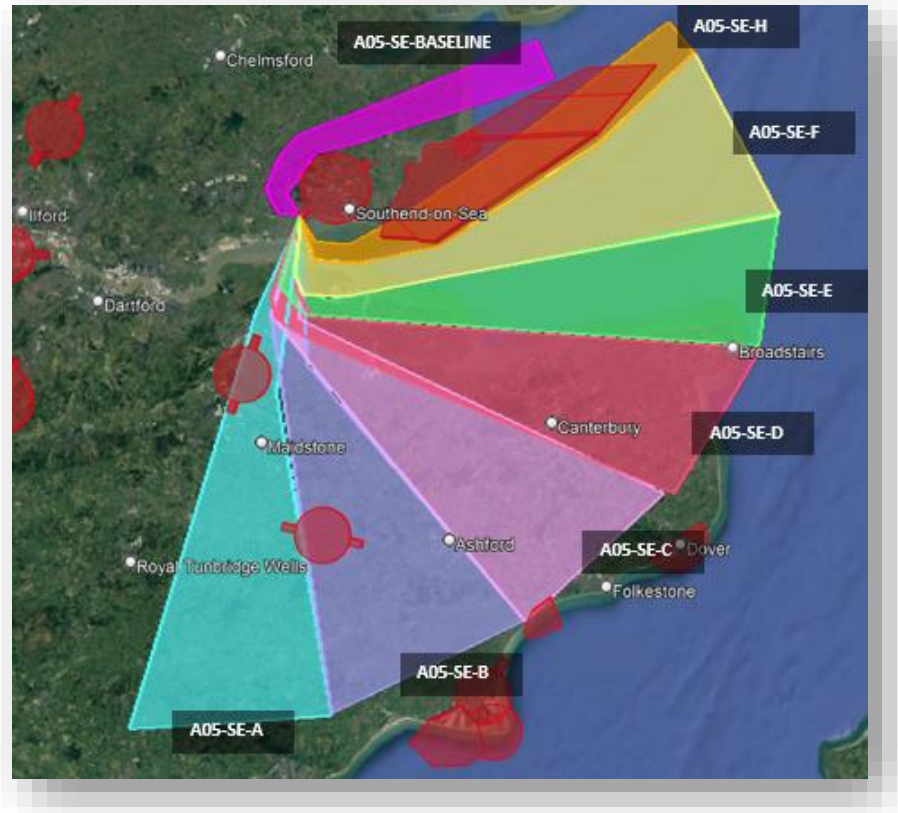 A05-SE-H
A05-SE-BASELINE
Chelmsford
A05-SE-F
Ilford
Southend-on-Sea
A05-SE-E
Dartford
Broadstairs
Canterbury
A05-SE-D
Maidstone
Ashford
A05-SE-C
Dover
Royal Tunbridge Wells
Folkestone
A05-SE-B
A05-SE-A